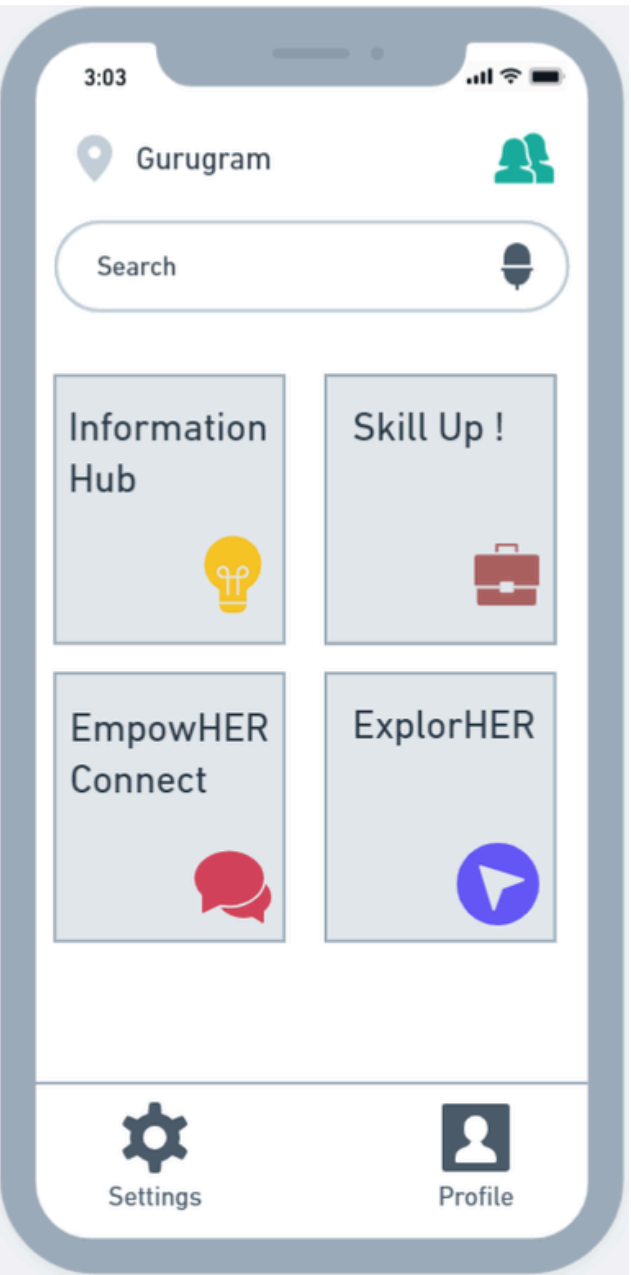 3:03
Gurugram
Search
Information
Hub
Skill Up !
EmpowHER
Connect
ExplorHER
Settings
Profile